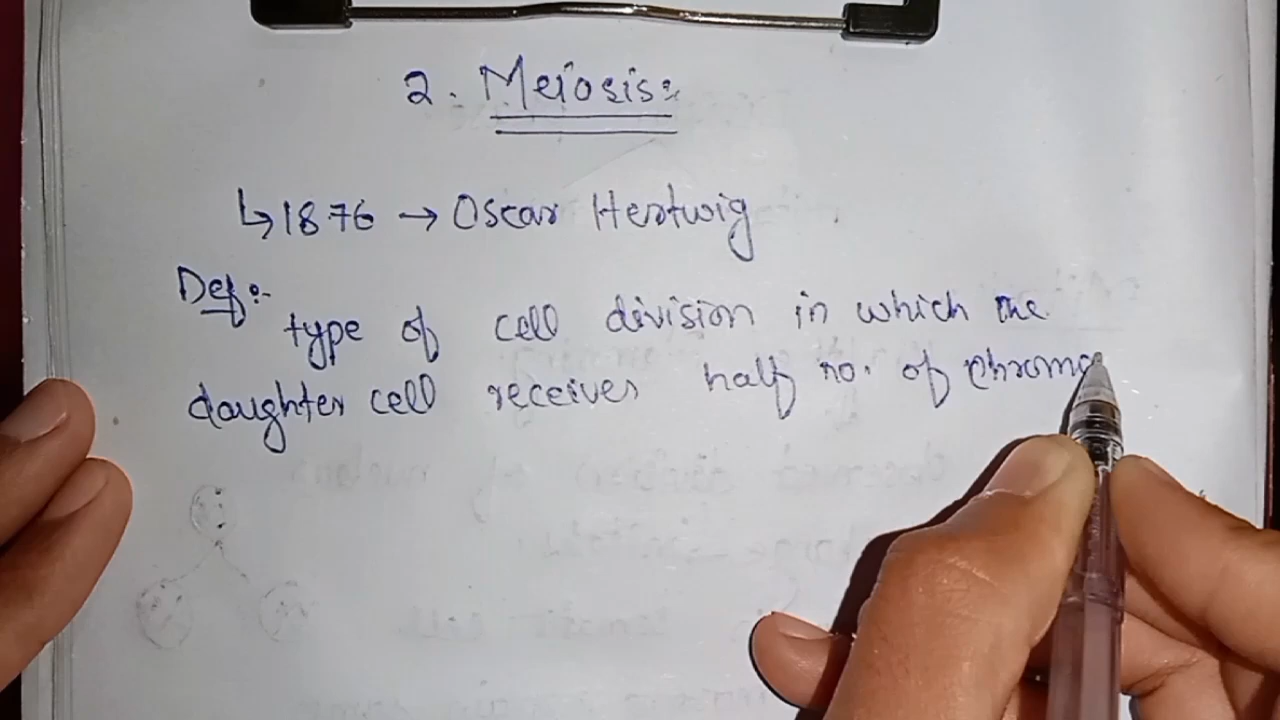 2. Meiosis:
↳ 1876 → Oscar Hertwig
Def:-
type of cell division in which the
daughter cell receives half no. of chromo